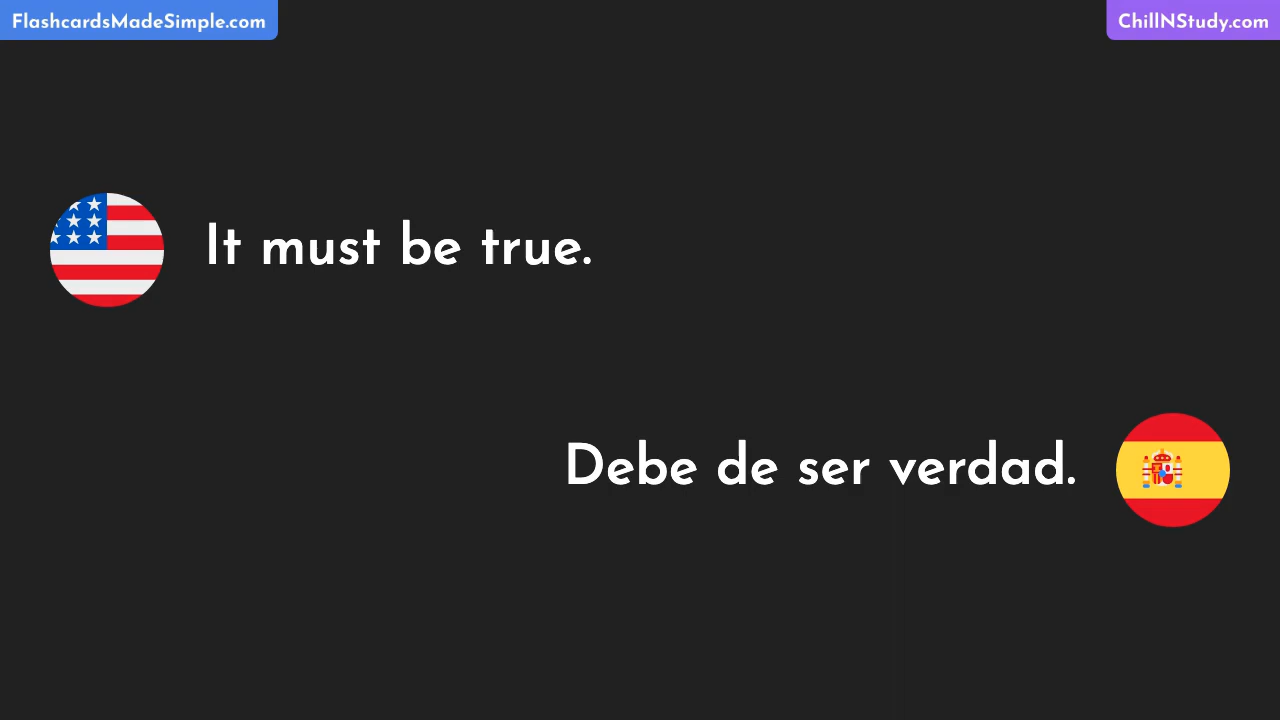 FlashcardsMadeSimple.com
ChillNStudy.com
It must be true.
Debe de ser verdad.